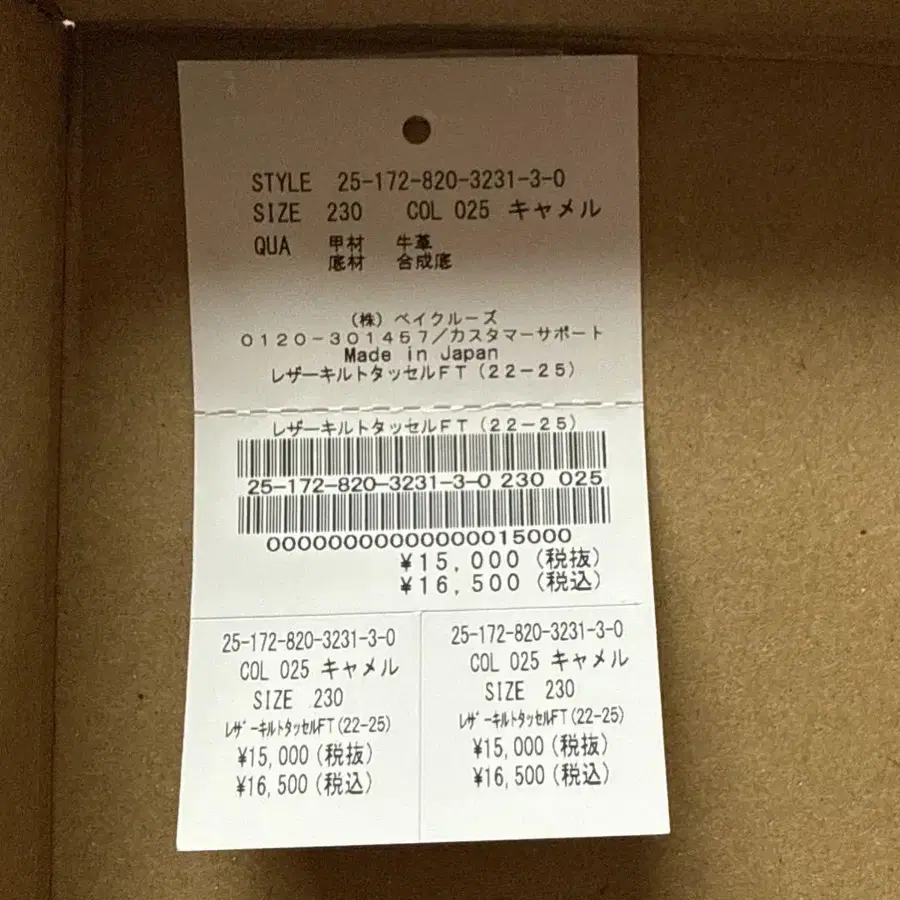 STYLE 25-172-820-3231-3-0
SIZE 230 COL 025 キャメル
QUA 甲材 牛革
底材 合成底
(株) ベイクルーズ
0120-301457/カスタマーサポート
Made in Japan
レザーキルトタッセルFT(22-25)
レザーキルトタッセルFT(22-25)
25-172-820-3231-3-0 230 025
00000000000000015000
¥15,000 (税抜)
¥16,500 (税込)
25-172-820-3231-3-0
COL 025 キャメル
SIZE 230
レザーキルトタッセルFT(22-25)
¥15,000 (税抜)
¥16,500 (税込)
25-172-820-3231-3-0
COL 025 キャメル
SIZE 230
レザーキルトタッセルFT(22-25)
¥15,000 (税抜)
¥16,500 (税込)